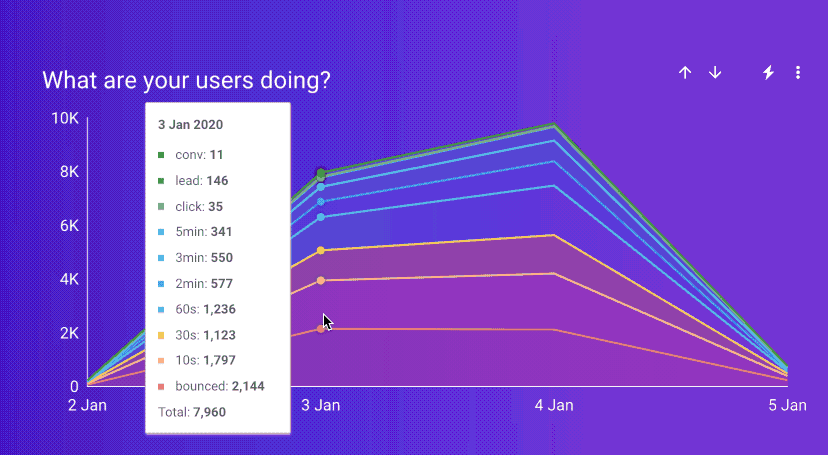 What are your users doing?
10K
8K
6K
4K
2K
0
3 Jan 2020
conv: 11
lead: 146
click: 35
5min: 341
3min: 550
2min: 577
60s: 1,236
30s: 1,123
10s: 1,797
bounced: 2,144
Total: 7,960
2 Jan 3 Jan 4 Jan 5 Jan